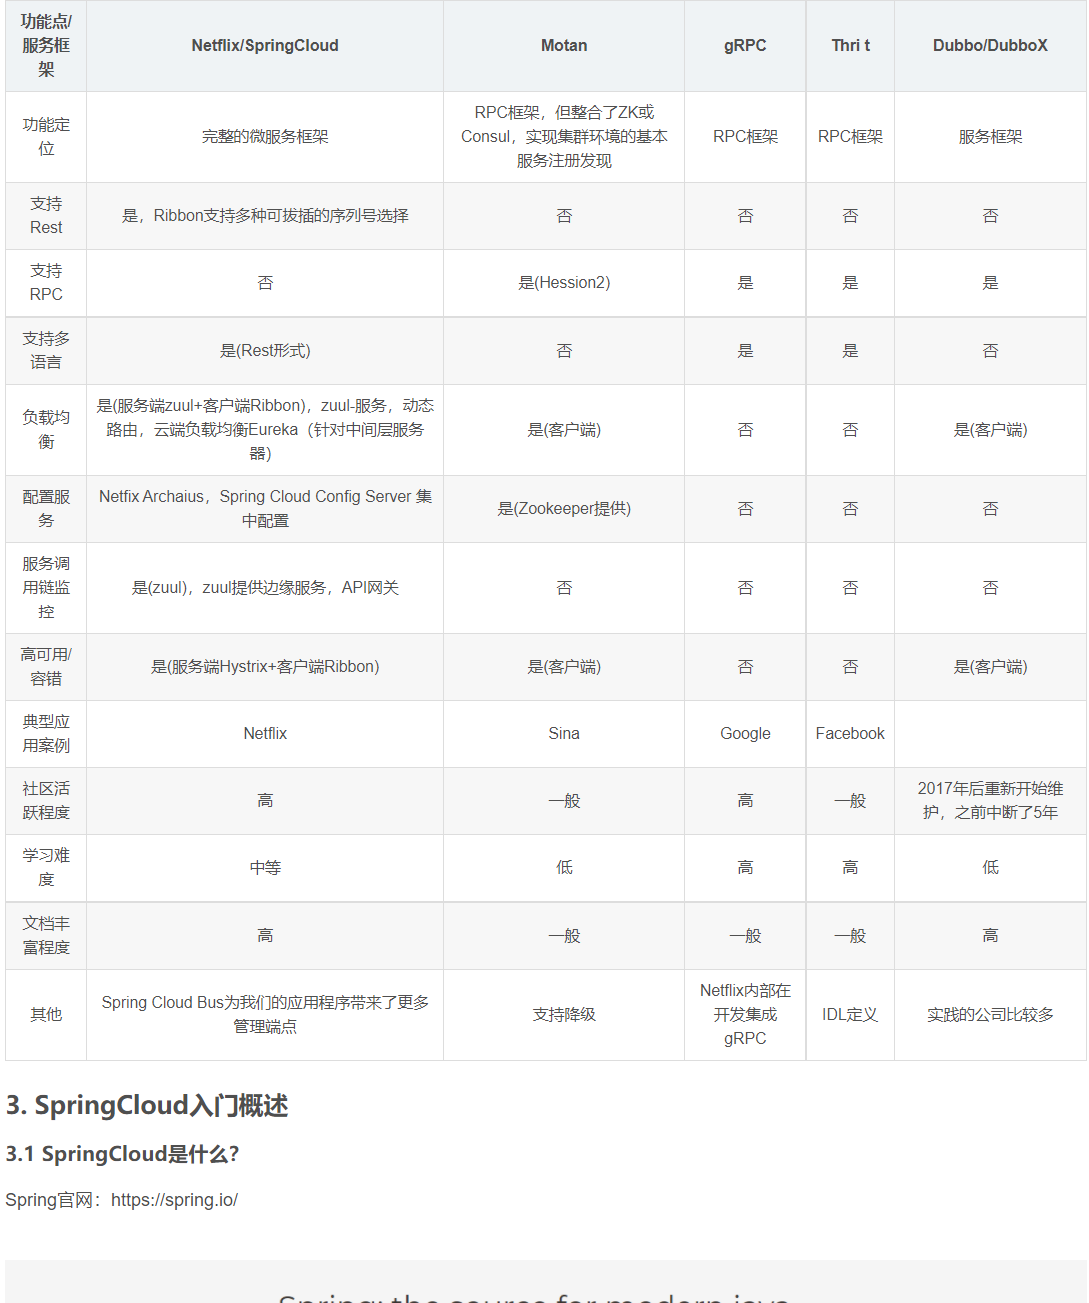 功能点/服务框架 Netflix/SpringCloud Motan gRPC Thri t Dubbo/DubboX
功能定位 完整的微服务框架 RPC框架，但整合了ZK或Consul，实现集群环境的基本服务注册发现 RPC框架 RPC框架 服务框架
支持Rest 是，Ribbon支持多种可拔插的序列号选择 否 否 否 否
支持RPC 否 是(Hession2) 是 是 是
支持多语言 是(Rest形式) 否 是 是 否
负载均衡 是(服务端zuul+客户端Ribbon)，zuul-服务，动态路由，云端负载均衡Eureka（针对中间层服务器） 是(客户端) 否 否 是(客户端)
配置服务 Netfix Archaius，Spring Cloud Config Server 集中配置 是(Zookeeper提供) 否 否 否
服务调用链监控 是(zuul)，zuul提供边缘服务，API网关 否 否 否 否
高可用/容错 是(服务端Hystrix+客户端Ribbon) 是(客户端) 否 否 是(客户端)
典型应用案例 Netflix Sina Google Facebook
社区活跃程度 高 一般 高 一般 2017年后重新开始维护，之前中断了5年
学习难度 中等 低 高 高 低
文档丰富程度 高 一般 一般 一般 高
其他 Spring Cloud Bus为我们的应用程序带来了更多管理端点 支持降级 Netflix内部在开发集成gRPC IDL定义 实践的公司比较多
3. SpringCloud入门概述
3.1 SpringCloud是什么？
Spring官网：https://spring.io/
Spring: the source for modern java